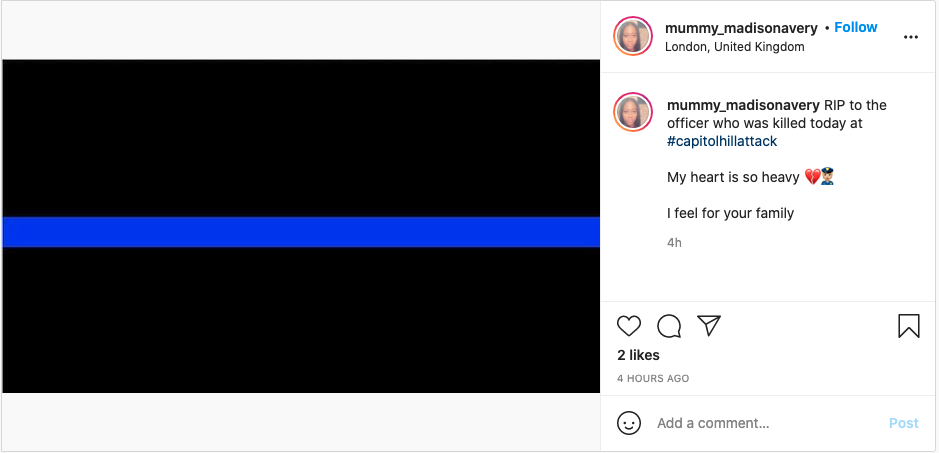 mummy_madisonavery • Follow
London, United Kingdom
mummy_madisonavery RIP to the
officer who was killed today at
#capitolhillattack
My heart is so heavy 💔👮🏼
I feel for your family
4h
2 likes
4 HOURS AGO
Add a comment...
Post